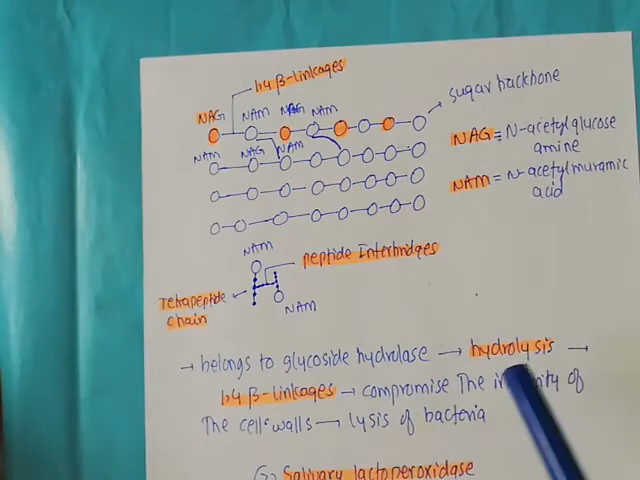 1,4 β-linkages
NAG NAM NAG NAM
sugar backbone
NAM NAG NAM
NAG = N-acetyl glucose
amine
NAM = N-acetyl muramic
acid
NAM
peptide Interbridges
Tetrapeptide
chain
NAM
→ belongs to glycoside hydrolase → hydrolysis →
1,4 β-linkages → compromise The of
The cell walls → lysis of bacteria
Salivary lactoperoxidase